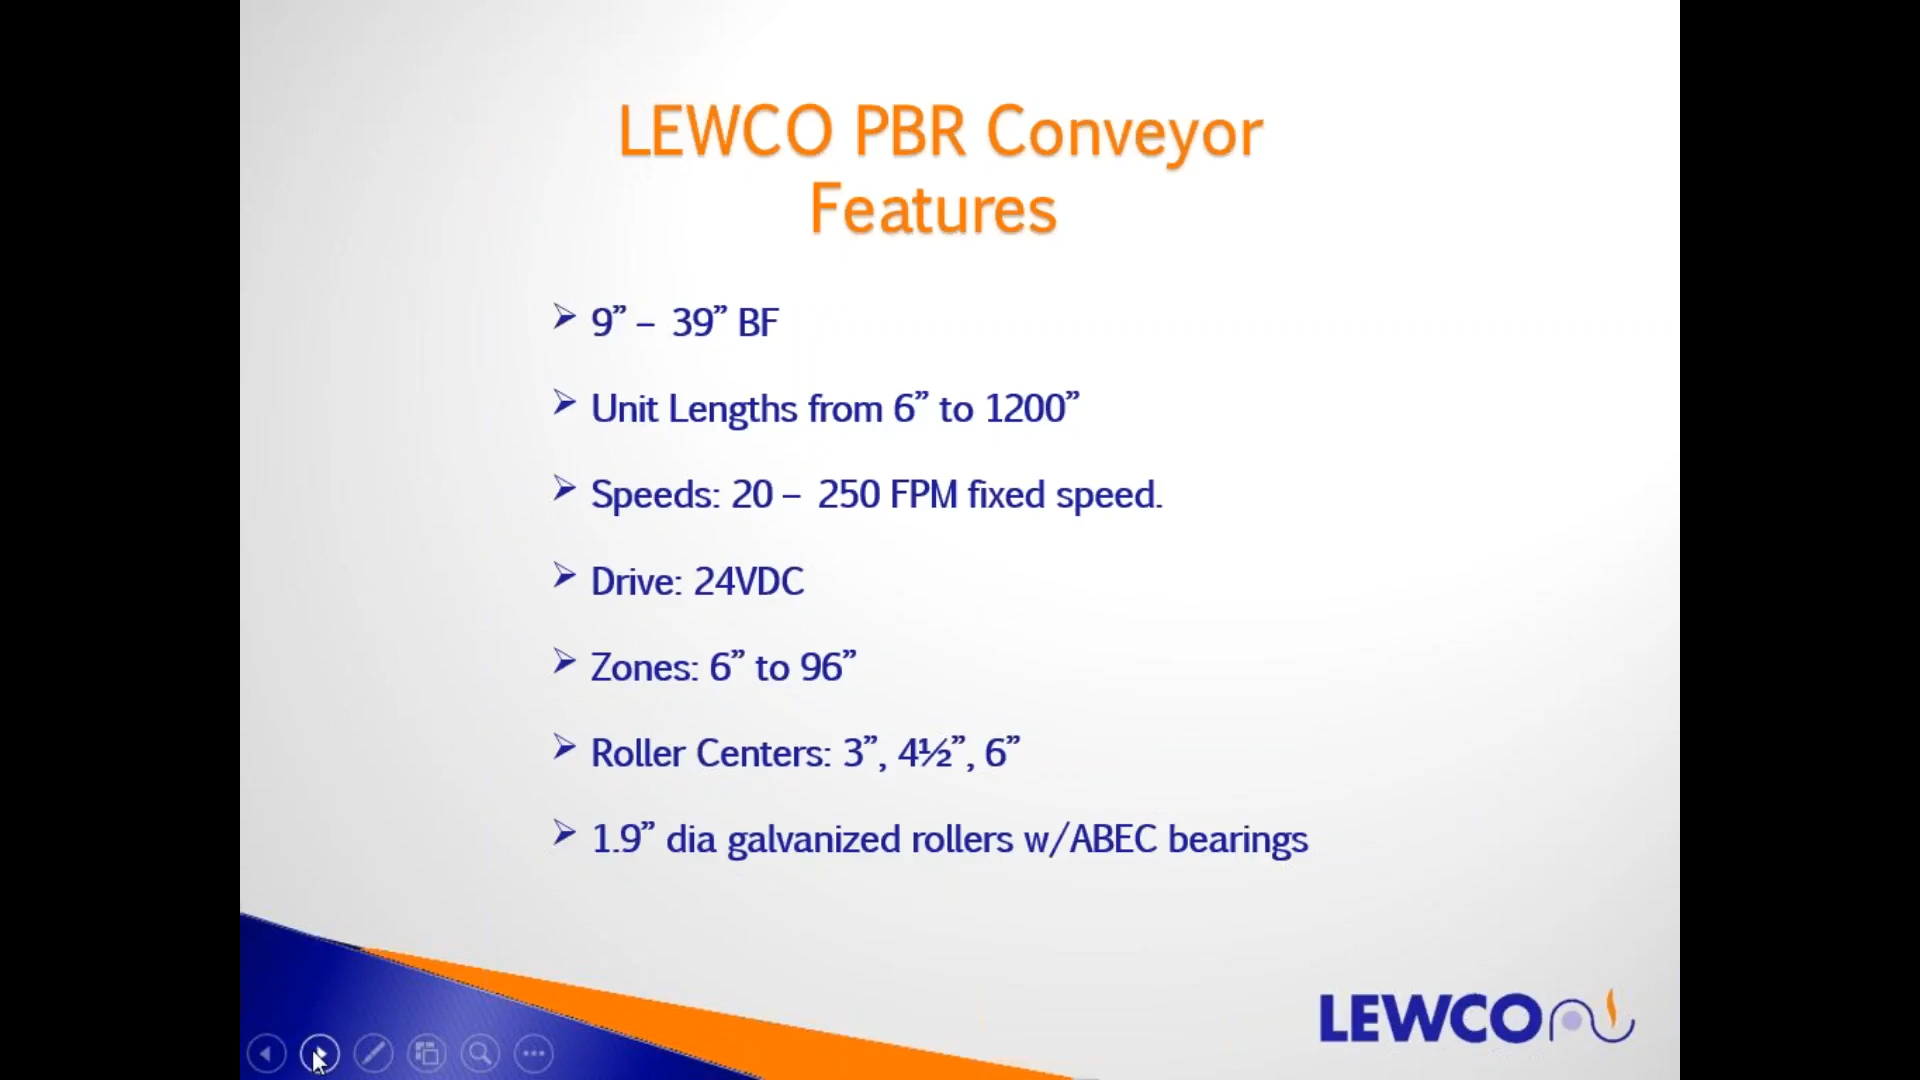 LEWCO PBR Conveyor
Features
➢ 9” – 39” BF
➢ Unit Lengths from 6” to 1200”
➢ Speeds: 20 – 250 FPM fixed speed.
➢ Drive: 24VDC
➢ Zones: 6” to 96”
➢ Roller Centers: 3”, 4½”, 6”
➢ 1.9” dia galvanized rollers w/ABEC bearings
LEWCO